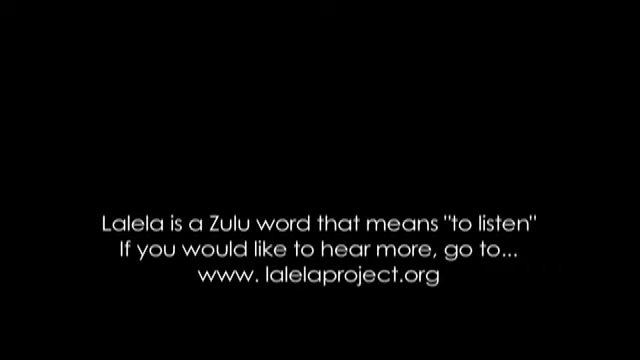 Lalela is a Zulu word that means "to listen"
If you would like to hear more, go to...
www. lalelaproject.org